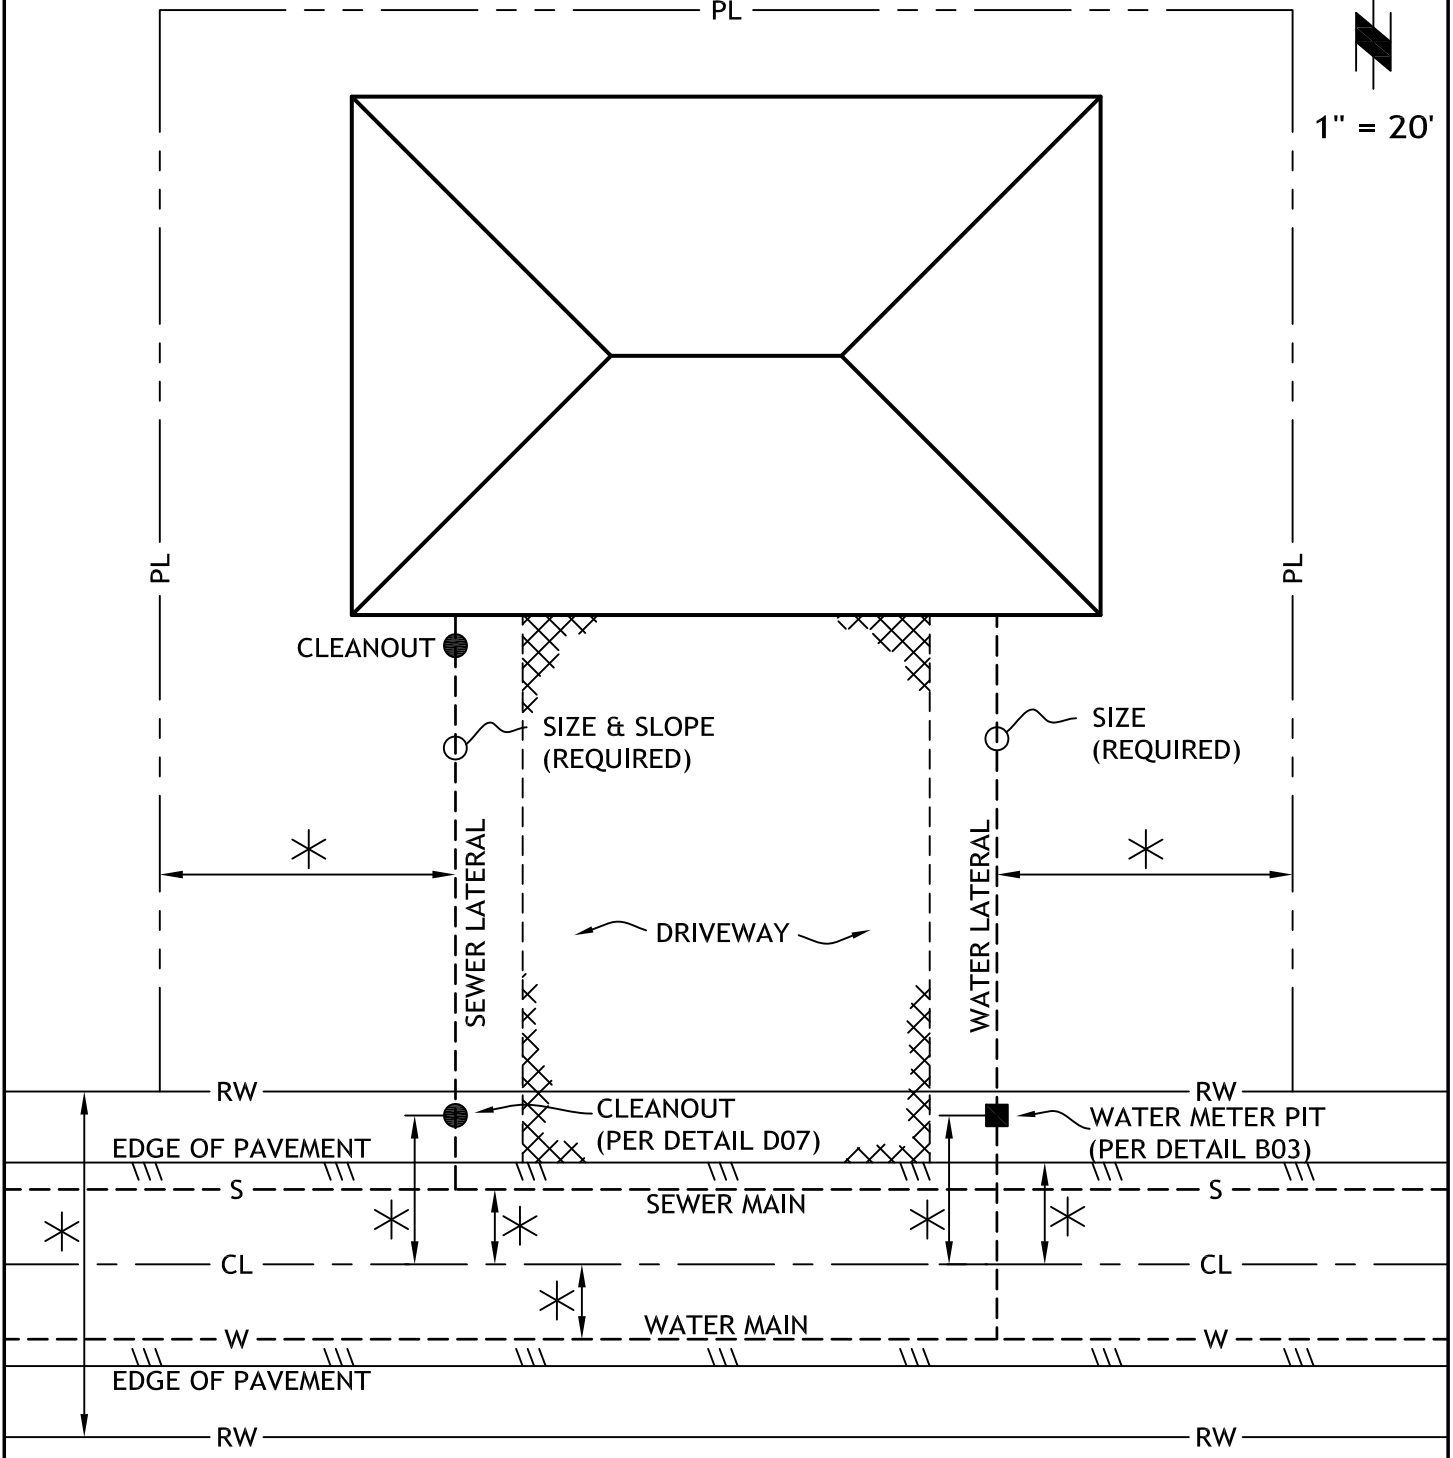 PL
1" = 20'
PL
PL
CLEANOUT
SIZE & SLOPE
(REQUIRED)
SIZE
(REQUIRED)
SEWER LATERAL
WATER LATERAL
DRIVEWAY
RW
RW
CLEANOUT
(PER DETAIL D07)
WATER METER PIT
(PER DETAIL B03)
EDGE OF PAVEMENT
S
S
SEWER MAIN
CL
CL
WATER MAIN
W
W
EDGE OF PAVEMENT
RW
RW